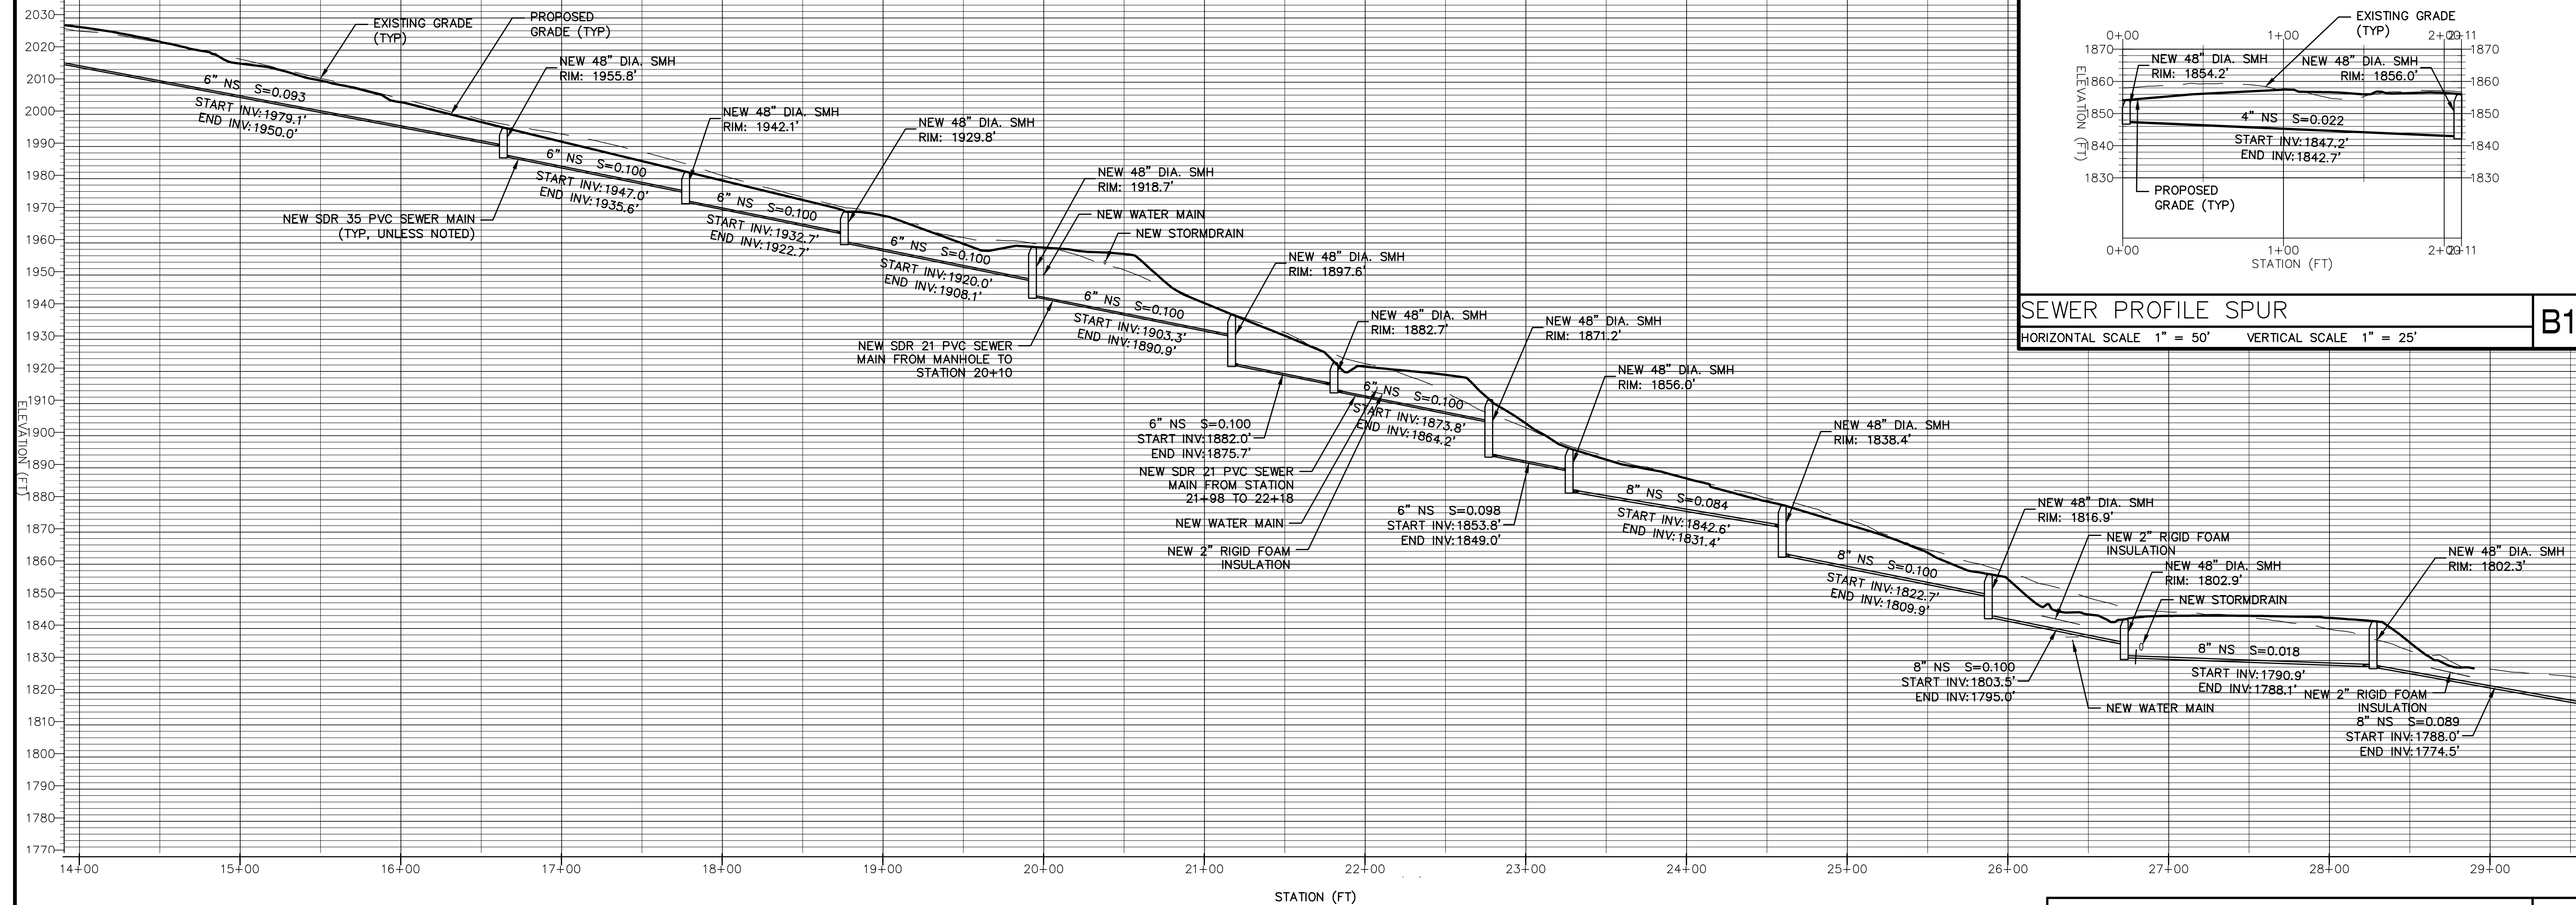 2030
2020
2010
2000
1990
1980
1970
1960
1950
1940
1930
1920
1910
1900
1890
1880
1870
1860
1850
1840
1830
1820
1810
1800
1790
1780
1770
ELEVATION (FT)
EXISTING GRADE
(TYP)
PROPOSED
GRADE (TYP)
6" NS S=0.093
START INV:1979.1'
END INV:1950.0'
NEW 48" DIA. SMH
RIM: 1955.8'
6" NS S=0.100
START INV:1947.0'
END INV:1935.6'
NEW SDR 35 PVC SEWER MAIN
(TYP, UNLESS NOTED)
NEW 48" DIA. SMH
RIM: 1942.1'
6" NS S=0.100
START INV:1932.7'
END INV:1922.7'
NEW 48" DIA. SMH
RIM: 1929.8'
6" NS S=0.100
START INV:1920.0'
END INV:1908.1'
NEW 48" DIA. SMH
RIM: 1918.7'
NEW WATER MAIN
NEW STORMDRAIN
6" NS S=0.100
START INV:1903.3'
END INV:1890.9'
NEW SDR 21 PVC SEWER
MAIN FROM MANHOLE TO
STATION 20+10
NEW 48" DIA. SMH
RIM: 1897.6'
6" NS S=0.100
START INV:1882.0'
END INV:1875.7'
NEW SDR 21 PVC SEWER
MAIN FROM STATION
21+98 TO 22+18
NEW WATER MAIN
NEW 2" RIGID FOAM
INSULATION
NEW 48" DIA. SMH
RIM: 1882.7'
6" NS S=0.100
START INV:1873.8'
END INV:1864.2'
NEW 48" DIA. SMH
RIM: 1871.2'
6" NS S=0.098
START INV:1853.8'
END INV:1849.0'
NEW 48" DIA. SMH
RIM: 1856.0'
8" NS S=0.084
START INV:1842.6'
END INV:1831.4'
NEW 48" DIA. SMH
RIM: 1838.4'
8" NS S=0.100
START INV:1822.7'
END INV:1809.9'
NEW 48" DIA. SMH
RIM: 1816.9'
NEW 2" RIGID FOAM
INSULATION
NEW 48" DIA. SMH
RIM: 1802.9'
NEW STORMDRAIN
8" NS S=0.100
START INV:1803.5'
END INV:1795.0'
NEW WATER MAIN
8" NS S=0.018
START INV:1790.9'
END INV:1788.1'
NEW 48" DIA. SMH
RIM: 1802.3'
NEW 2" RIGID FOAM
INSULATION
8" NS S=0.089
START INV:1788.0'
END INV:1774.5'
14+00 15+00 16+00 17+00 18+00 19+00 20+00 21+00 22+00 23+00 24+00 25+00 26+00 27+00 28+00 29+00
STATION (FT)
EXISTING GRADE
(TYP)
0+00 1+00 2+00 2+11
1870 1870
1860 1860
1850 1850
1840 1840
1830 1830
ELEVATION (FT)
NEW 48" DIA. SMH
RIM: 1854.2'
NEW 48" DIA. SMH
RIM: 1856.0'
4" NS S=0.022
START INV:1847.2'
END INV:1842.7'
PROPOSED
GRADE (TYP)
0+00 1+00 2+00 2+11
STATION (FT)
SEWER PROFILE SPUR
HORIZONTAL SCALE 1" = 50' VERTICAL SCALE 1" = 25'
B1